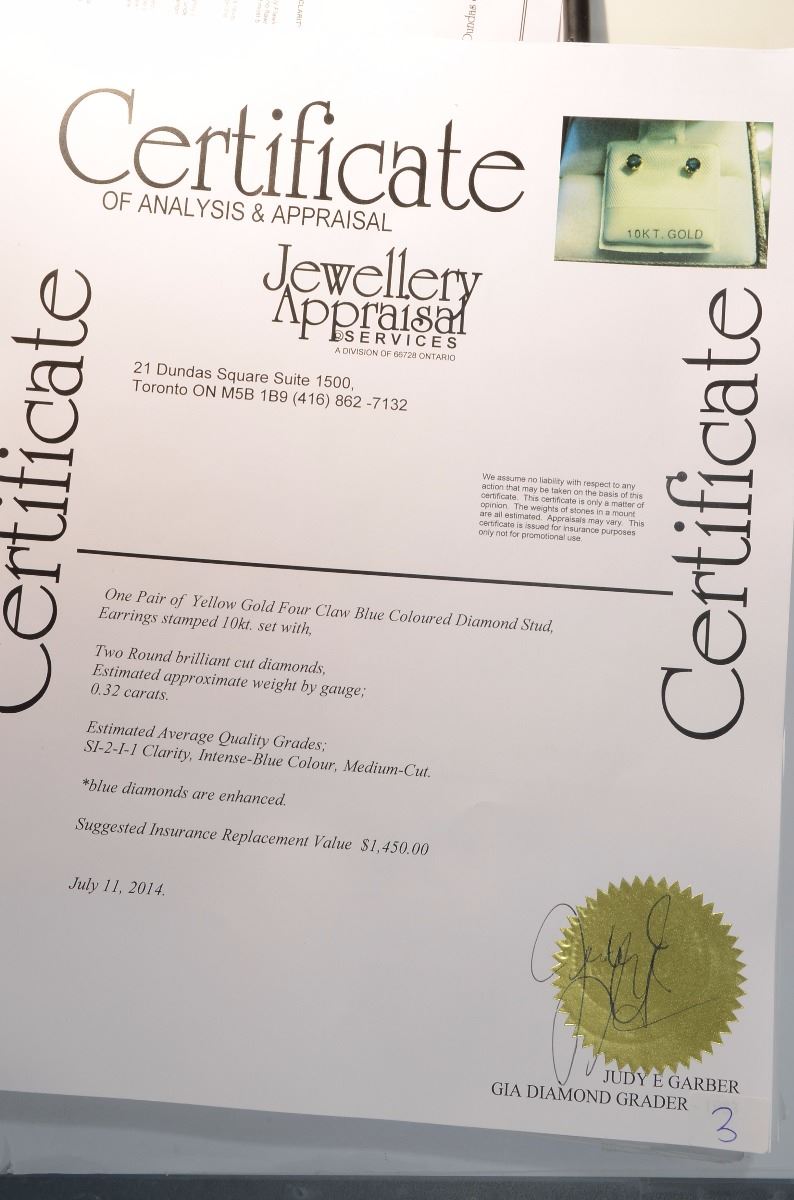 CLARIT
Dundas
Certificate
OF ANALYSIS & APPRAISAL
10KT. GOLD
Jewellery
Appraisal
©SERVICES
A DIVISION OF 66728 ONTARIO
21 Dundas Square Suite 1500,
Toronto ON M5B 1B9 (416) 862 -7132
Certificate
Certificate
We assume no liability with respect to any
action that may be taken on the basis of this
certificate. This certificate is only a matter of
opinion. The weights of stones in a mount
are all estimated. Appraisals may vary. This
certificate is issued for insurance purposes
only not for promotional use.
One Pair of Yellow Gold Four Claw Blue Coloured Diamond Stud,
Earrings stamped 10kt. set with,
Two Round brilliant cut diamonds,
Estimated approximate weight by gauge;
0.32 carats.
Estimated Average Quality Grades;
SI-2-I-1 Clarity, Intense-Blue Colour, Medium-Cut.
*blue diamonds are enhanced.
Suggested Insurance Replacement Value $1,450.00
July 11, 2014.
JUDY E GARBER
GIA DIAMOND GRADER
3